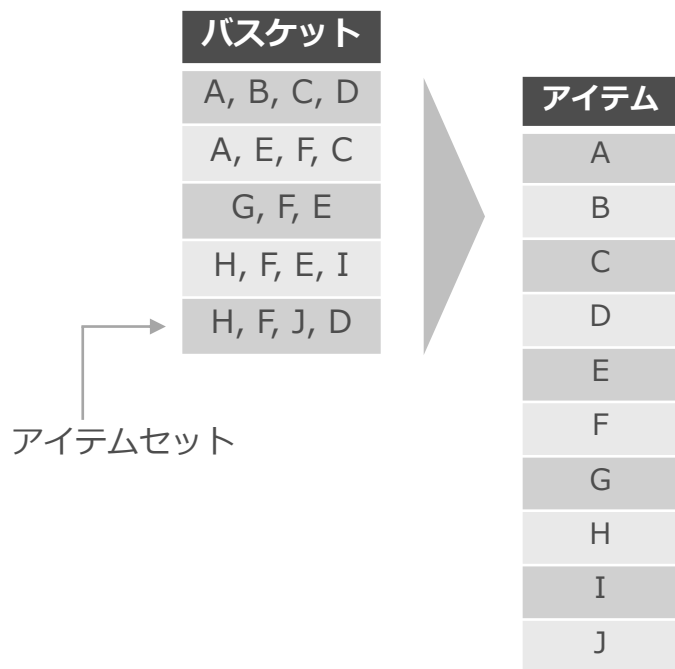 バスケット
A, B, C, D
A, E, F, C
G, F, E
H, F, E, I
H, F, J, D
アイテムセット
アイテム
A
B
C
D
E
F
G
H
I
J